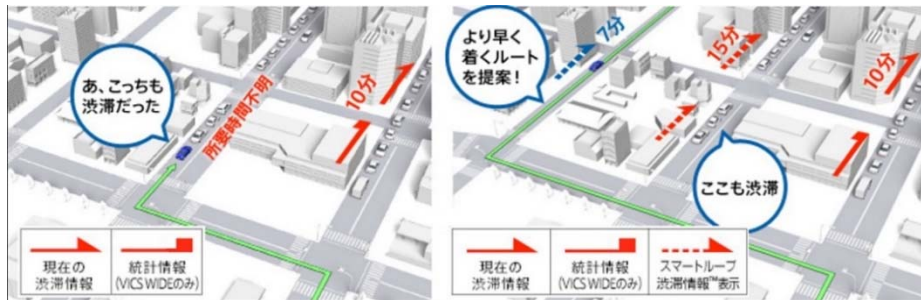 あ、こっちも
渋滞だった
所要時間不明
10分
現在の
渋滞情報
統計情報
(VICS WIDEのみ)
より早く
着くルート
を提案！
7分
15分
10分
ここも渋滞
現在の
渋滞情報
統計情報
(VICS WIDEのみ)
スマートループ
渋滞情報™表示